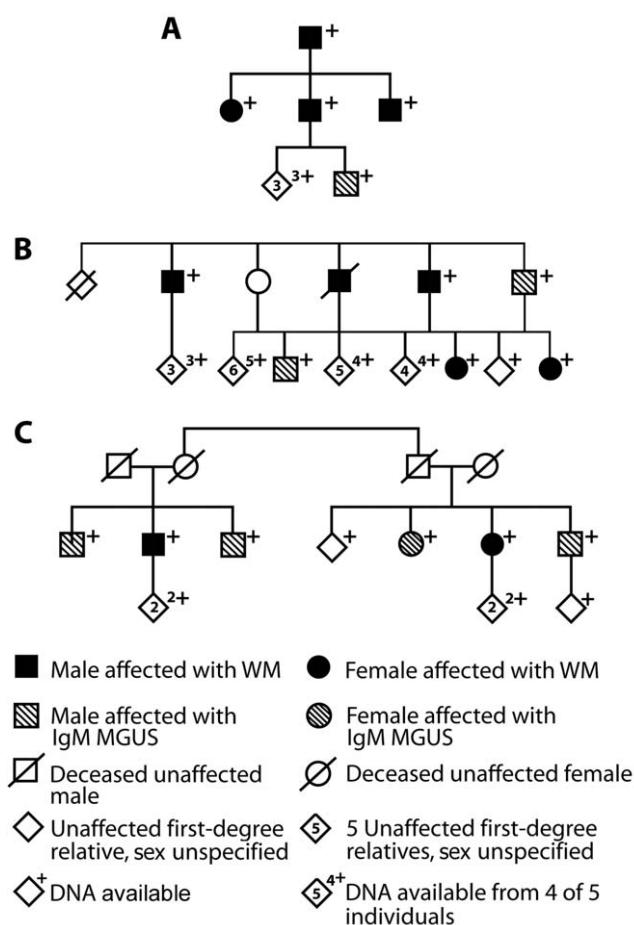 A +
+ + +
3 3+ +
B + + +
3 3+ 6 5+ + 5 4+ 4 4+ + + +
C
+ + + + + + +
2 2+ 2 2+ +
Male affected with WM
Female affected with WM
Male affected with
IgM MGUS
Female affected with
IgM MGUS
Deceased unaffected
male
Deceased unaffected female
Unaffected first-degree
relative, sex unspecified
5 5 Unaffected first-degree
relatives, sex unspecified
+ DNA available
5 4+ DNA available from 4 of 5
individuals